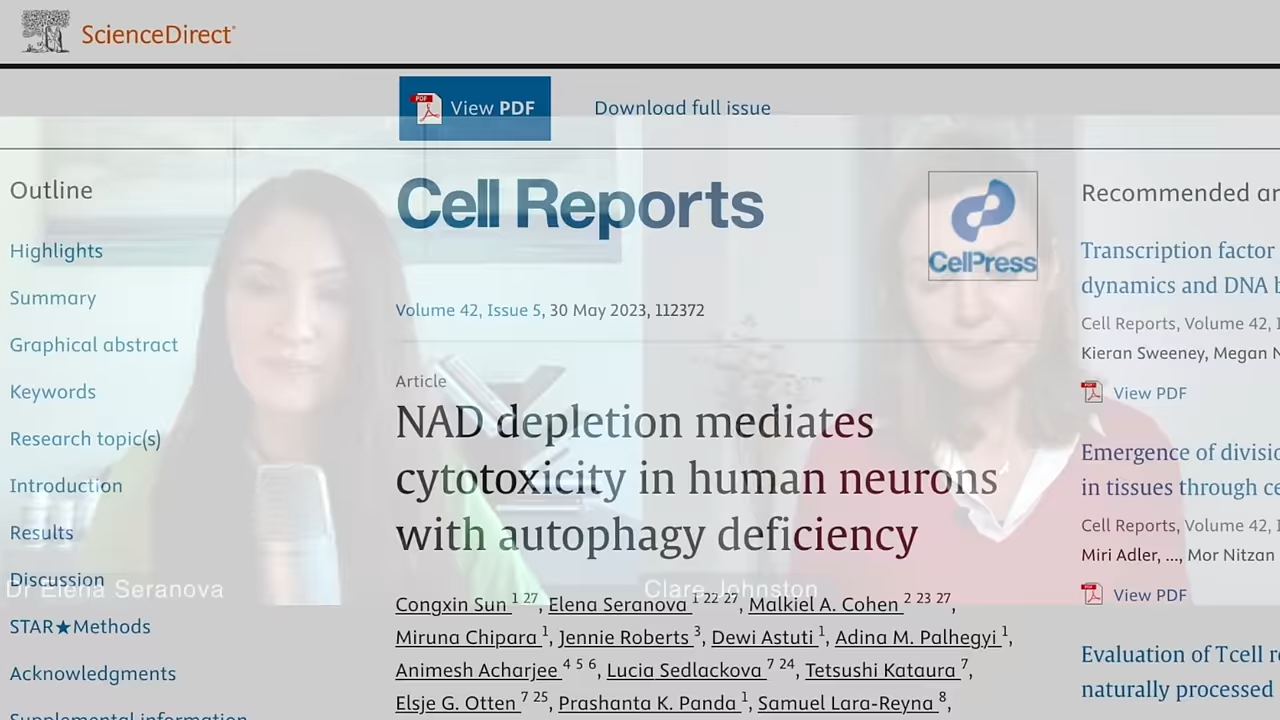 ScienceDirect
View PDF
Download full issue
Outline
Highlights
Summary
Graphical abstract
Keywords
Research topic(s)
Introduction
Results
Discussion
STAR★Methods
Acknowledgments
Supplemental information
Dr Elena Seranova
Clare Johnston
Cell Reports
CellPress
Volume 42, Issue 5, 30 May 2023, 112372
Article
NAD depletion mediates
cytotoxicity in human neurons
with autophagy deficiency
Congxin Sun 1 27, Elena Seranova 1 22 27, Malkiel A. Cohen 2 23 27,
Miruna Chipara 1, Jennie Roberts 3, Dewi Astuti 1, Adina M. Palhegyi 1,
Animesh Acharjee 4 5 6, Lucia Sedlackova 7 24, Tetsushi Kataura 7,
Elsje G. Otten 7 25, Prashanta K. Panda 1, Samuel Lara-Reyna 8,
Recommended ar
Transcription factor
dynamics and DNA b
Cell Reports, Volume 42, 1
Kieran Sweeney, Megan N
View PDF
Emergence of divisio
in tissues through ce
Cell Reports, Volume 42, 1
Miri Adler, ..., Mor Nitzan
View PDF
Evaluation of Tcell re
naturally processed